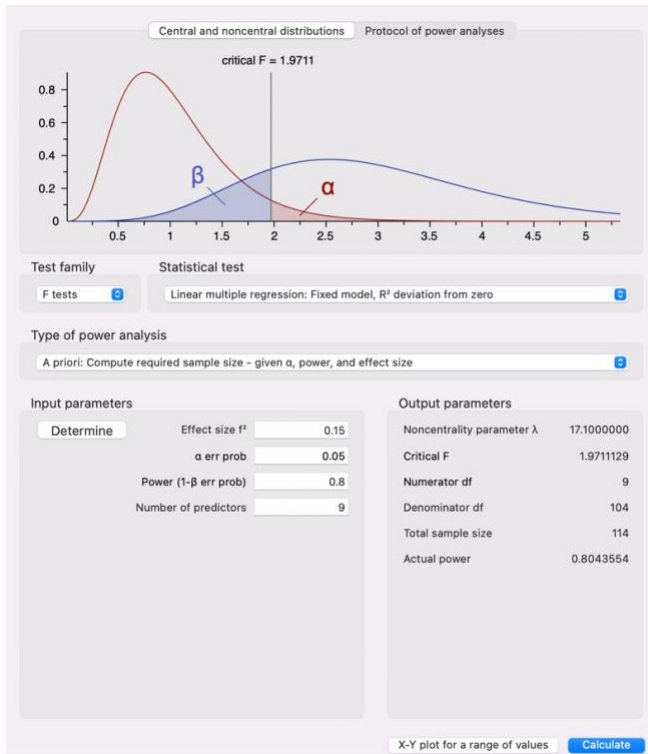 Central and noncentral distributions Protocol of power analyses
critical F = 1.9711
0.8
0.6
0.4
0.2
0
β
α
0.5 1 1.5 2 2.5 3 3.5 4 4.5 5
Test family Statistical test
F tests Linear multiple regression: Fixed model, R² deviation from zero
Type of power analysis
A priori: Compute required sample size – given α, power, and effect size
Input parameters Output parameters
Determine Effect size f² 0.15 Noncentrality parameter λ 17.1000000
α err prob 0.05 Critical F 1.9711129
Power (1-β err prob) 0.8 Numerator df 9
Number of predictors 9 Denominator df 104
Total sample size 114
Actual power 0.8043554
X-Y plot for a range of values Calculate